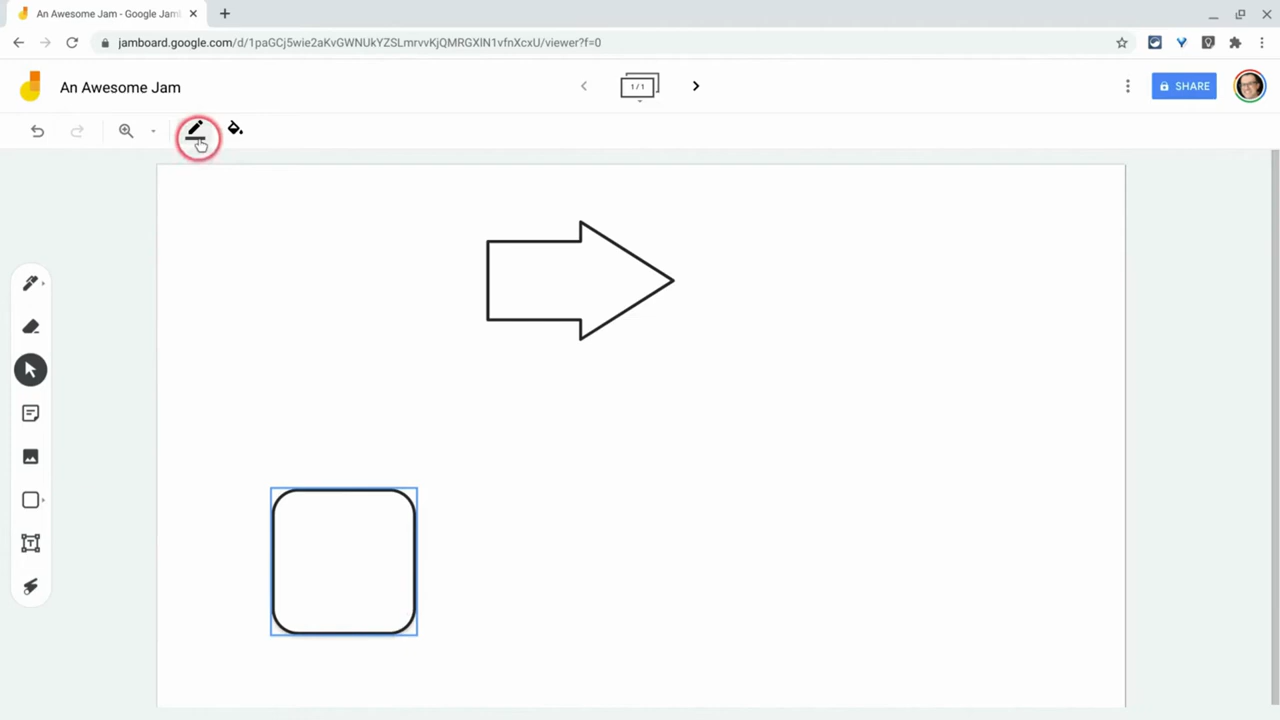 An Awesome Jam - Google Jam
jamboard.google.com/d/1paGCj5wie2aKvGWNUkYZSLmrvvKjQMRGXIN1vfnXcxU/viewer?f=0
An Awesome Jam
1/1
SHARE
T